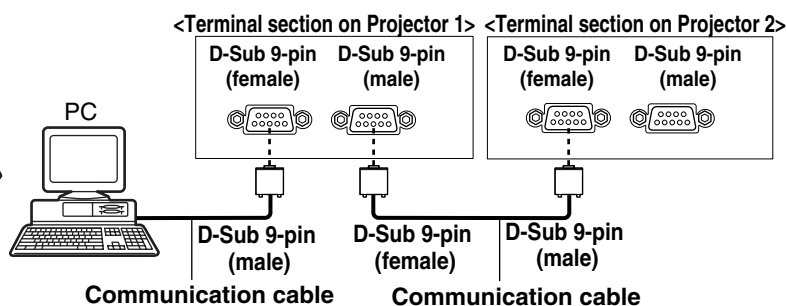 <Terminal section on Projector 1>
<Terminal section on Projector 2>
D-Sub 9-pin
(female)
D-Sub 9-pin
(male)
D-Sub 9-pin
(female)
D-Sub 9-pin
(male)
PC
D-Sub 9-pin
(male)
D-Sub 9-pin
(female)
D-Sub 9-pin
(male)
Communication cable
Communication cable